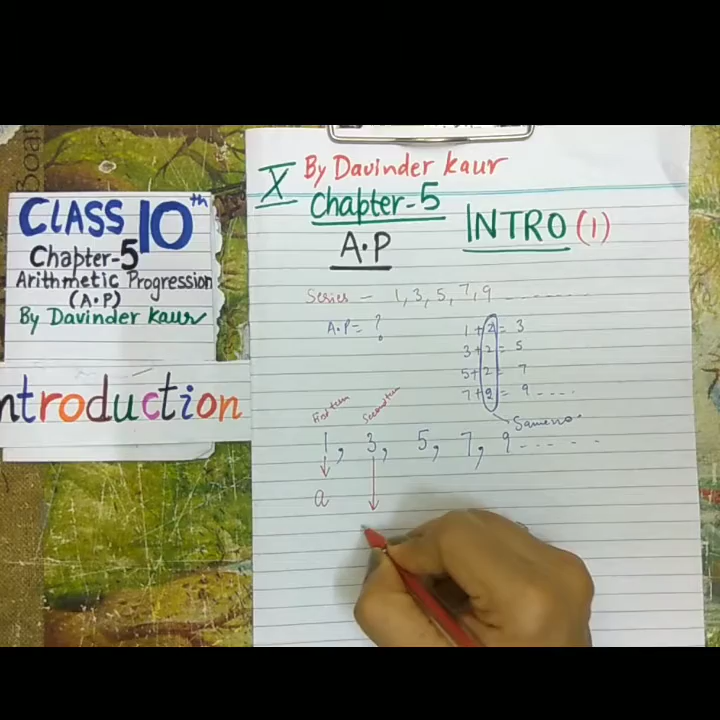 Boar
CLASS 10th
Chapter-5
Arithmetic Progression
(A.P)
By Davinder kaur
ntroduction
X By Davinder kaur
Chapter-5
INTRO (1)
A.P
Series - 1, 3, 5, 7, 9 ..........
A.P = ?
1+2 = 3
3+2 = 5
5+2 = 7
7+2 = 9 ....
Same no.
First term
Second term
1, 3, 5, 7, 9 ........
a